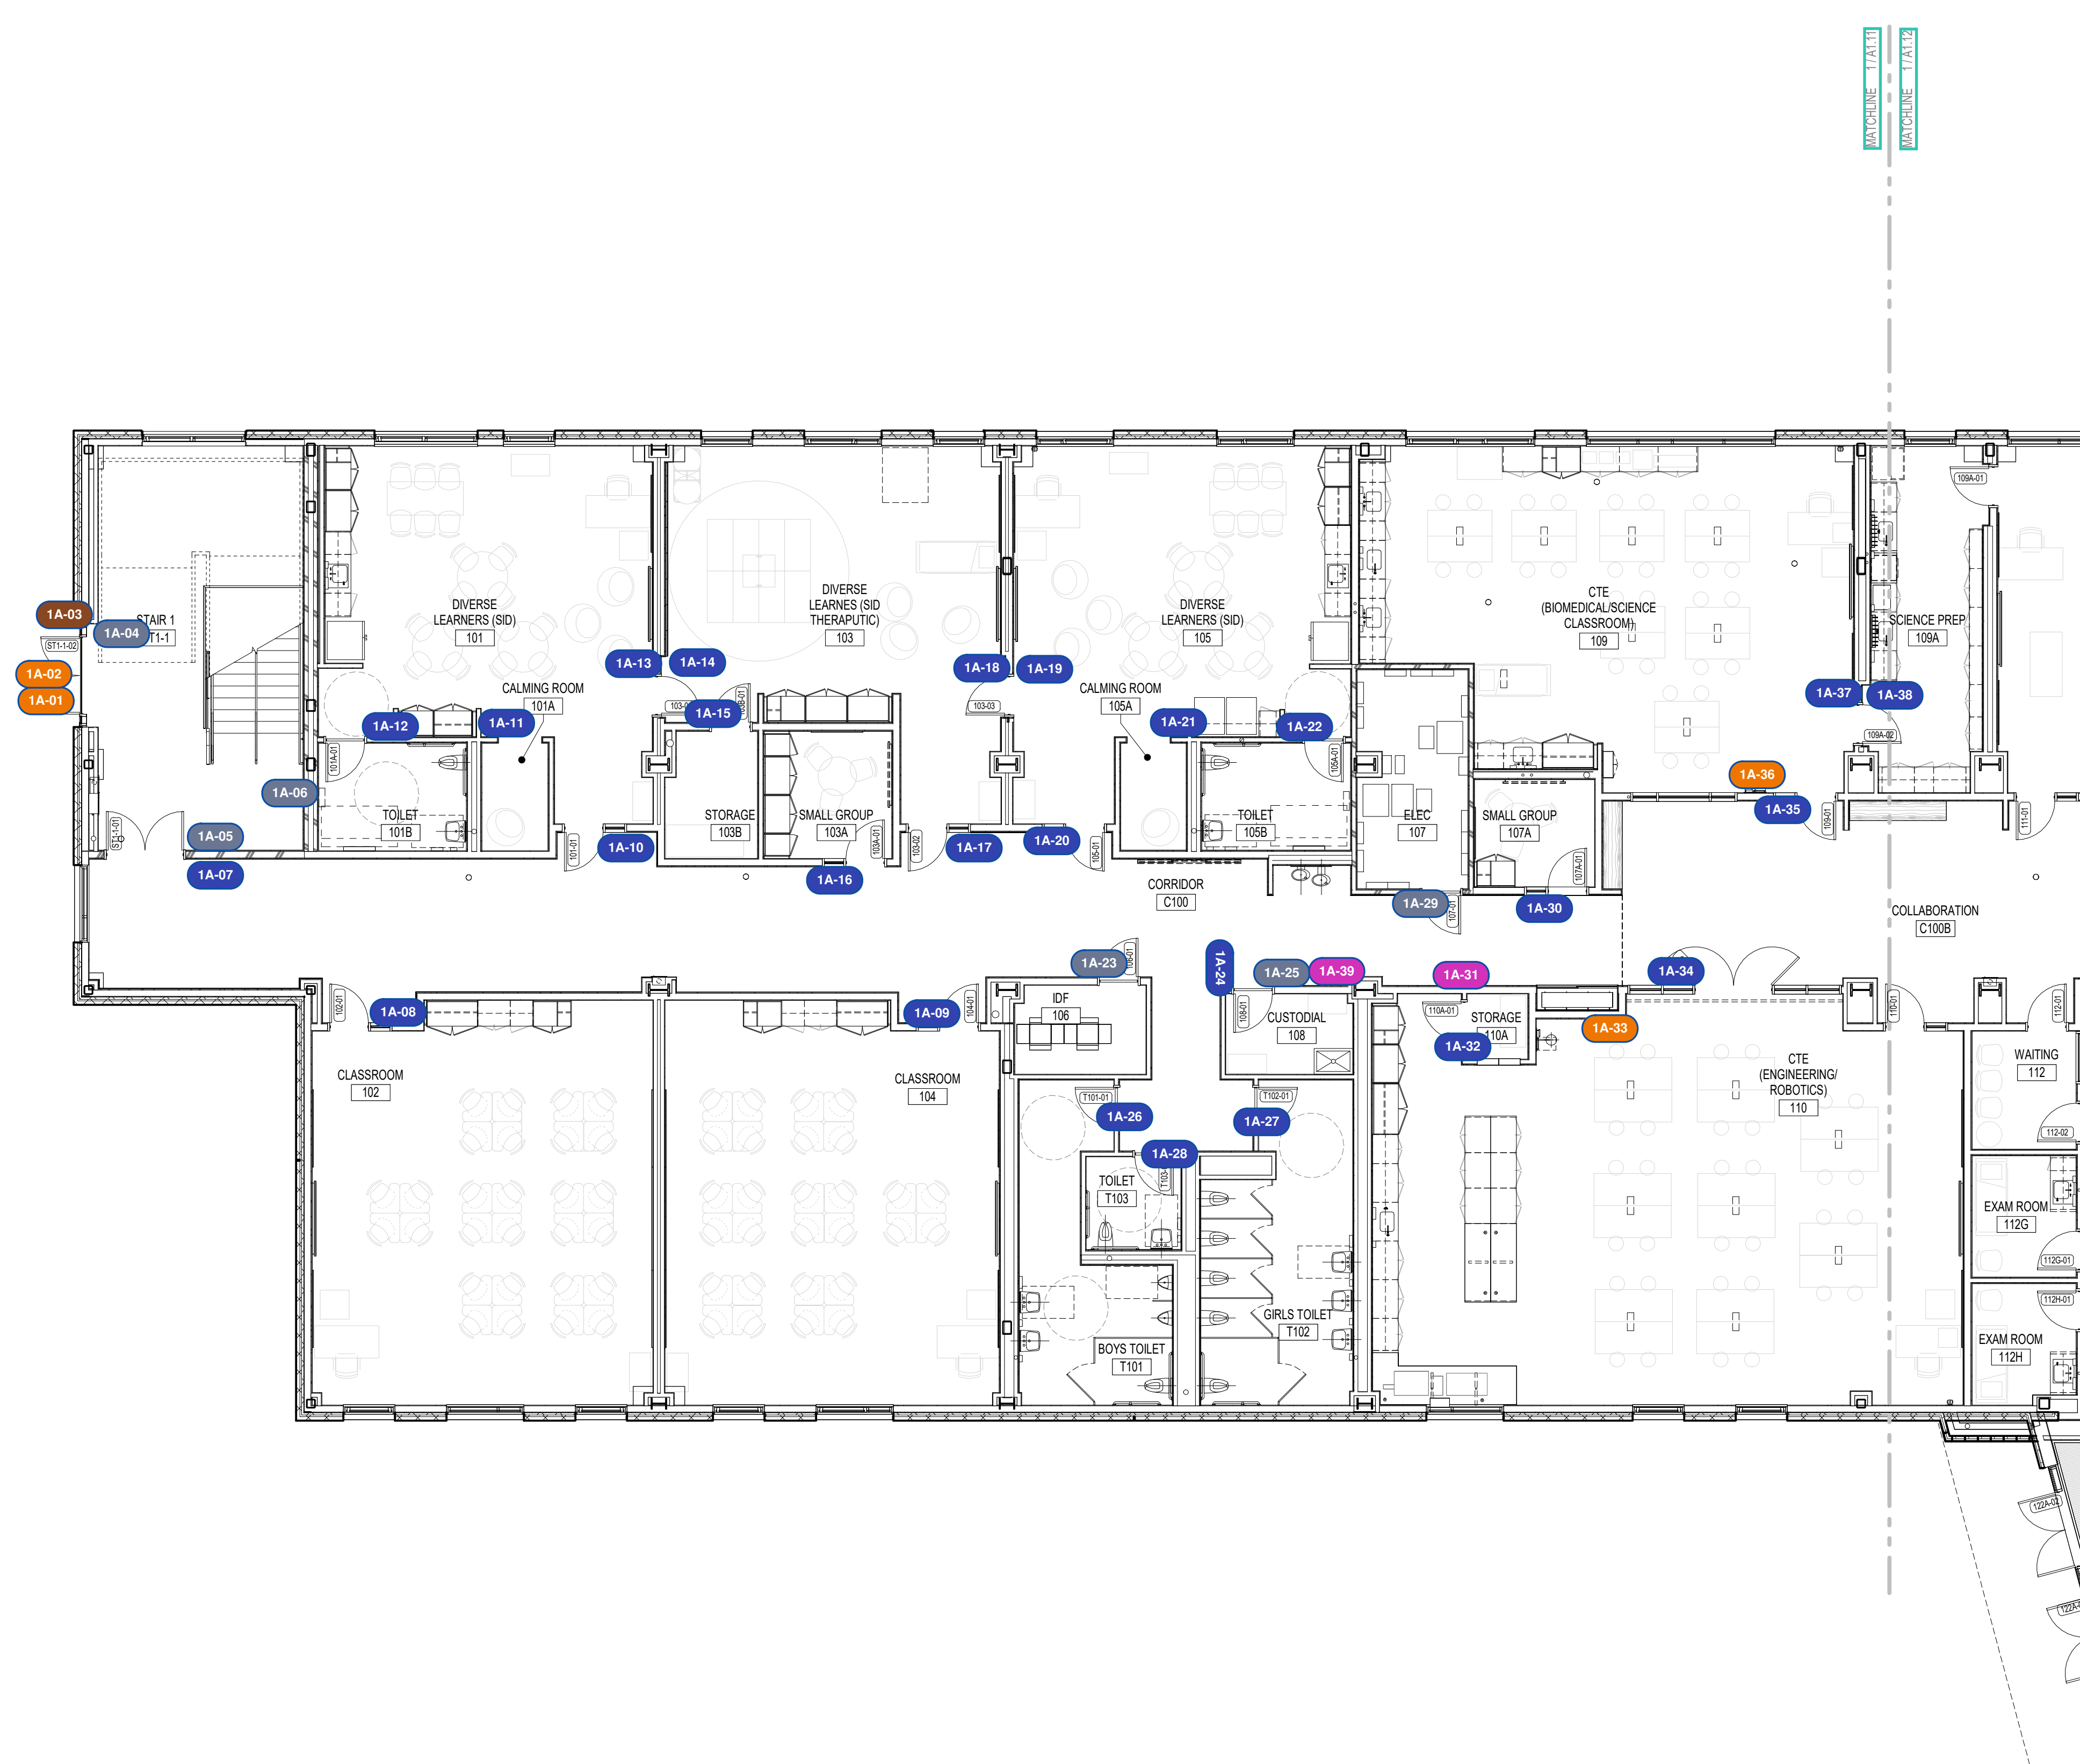 MATCHLINE 1 / A1.11
MATCHLINE 1 / A1.12
109A-01
1A-03
STAIR 1
1A-04
T1-1
ST1-1-02
1A-02
1A-01
DIVERSE
LEARNERS (SID)
101
DIVERSE
LEARNES (SID
THERAPUTIC)
103
DIVERSE
LEARNERS (SID)
105
CTE
(BIOMEDICAL/SCIENCE
CLASSROOM)
109
SCIENCE PREP
109A
1A-13
1A-14
1A-18
1A-19
CALMING ROOM
101A
CALMING ROOM
105A
1A-37
1A-38
1A-15
103-03
1A-12
1A-11
1A-21
1A-22
109A-02
101A-01
105A-01
1A-06
1A-36
TOILET
101B
STORAGE
103B
SMALL GROUP
103A
TOILET
105B
ELEC
107
SMALL GROUP
107A
1A-35
109-01
111-01
ST1-1-01
1A-05
1A-07
101-01
1A-10
103A-01
1A-16
103-02
1A-17
1A-20
105-01
107A-01
CORRIDOR
C100
1A-29
107-01
1A-30
COLLABORATION
C100B
1A-23
1A-24
1A-25
1A-39
1A-31
1A-34
102-01
1A-08
1A-09
104-01
IDF
106
108-01
CUSTODIAL
108
110A-01
STORAGE
110A
1A-32
1A-33
110-01
112-01
CLASSROOM
102
CLASSROOM
104
CTE
(ENGINEERING/
ROBOTICS)
110
WAITING
112
112-02
T101-01
1A-26
T102-01
1A-27
1A-28
TOILET
T103
EXAM ROOM
112G
112G-01
112H-01
GIRLS TOILET
T102
BOYS TOILET
T101
EXAM ROOM
112H
122A-02